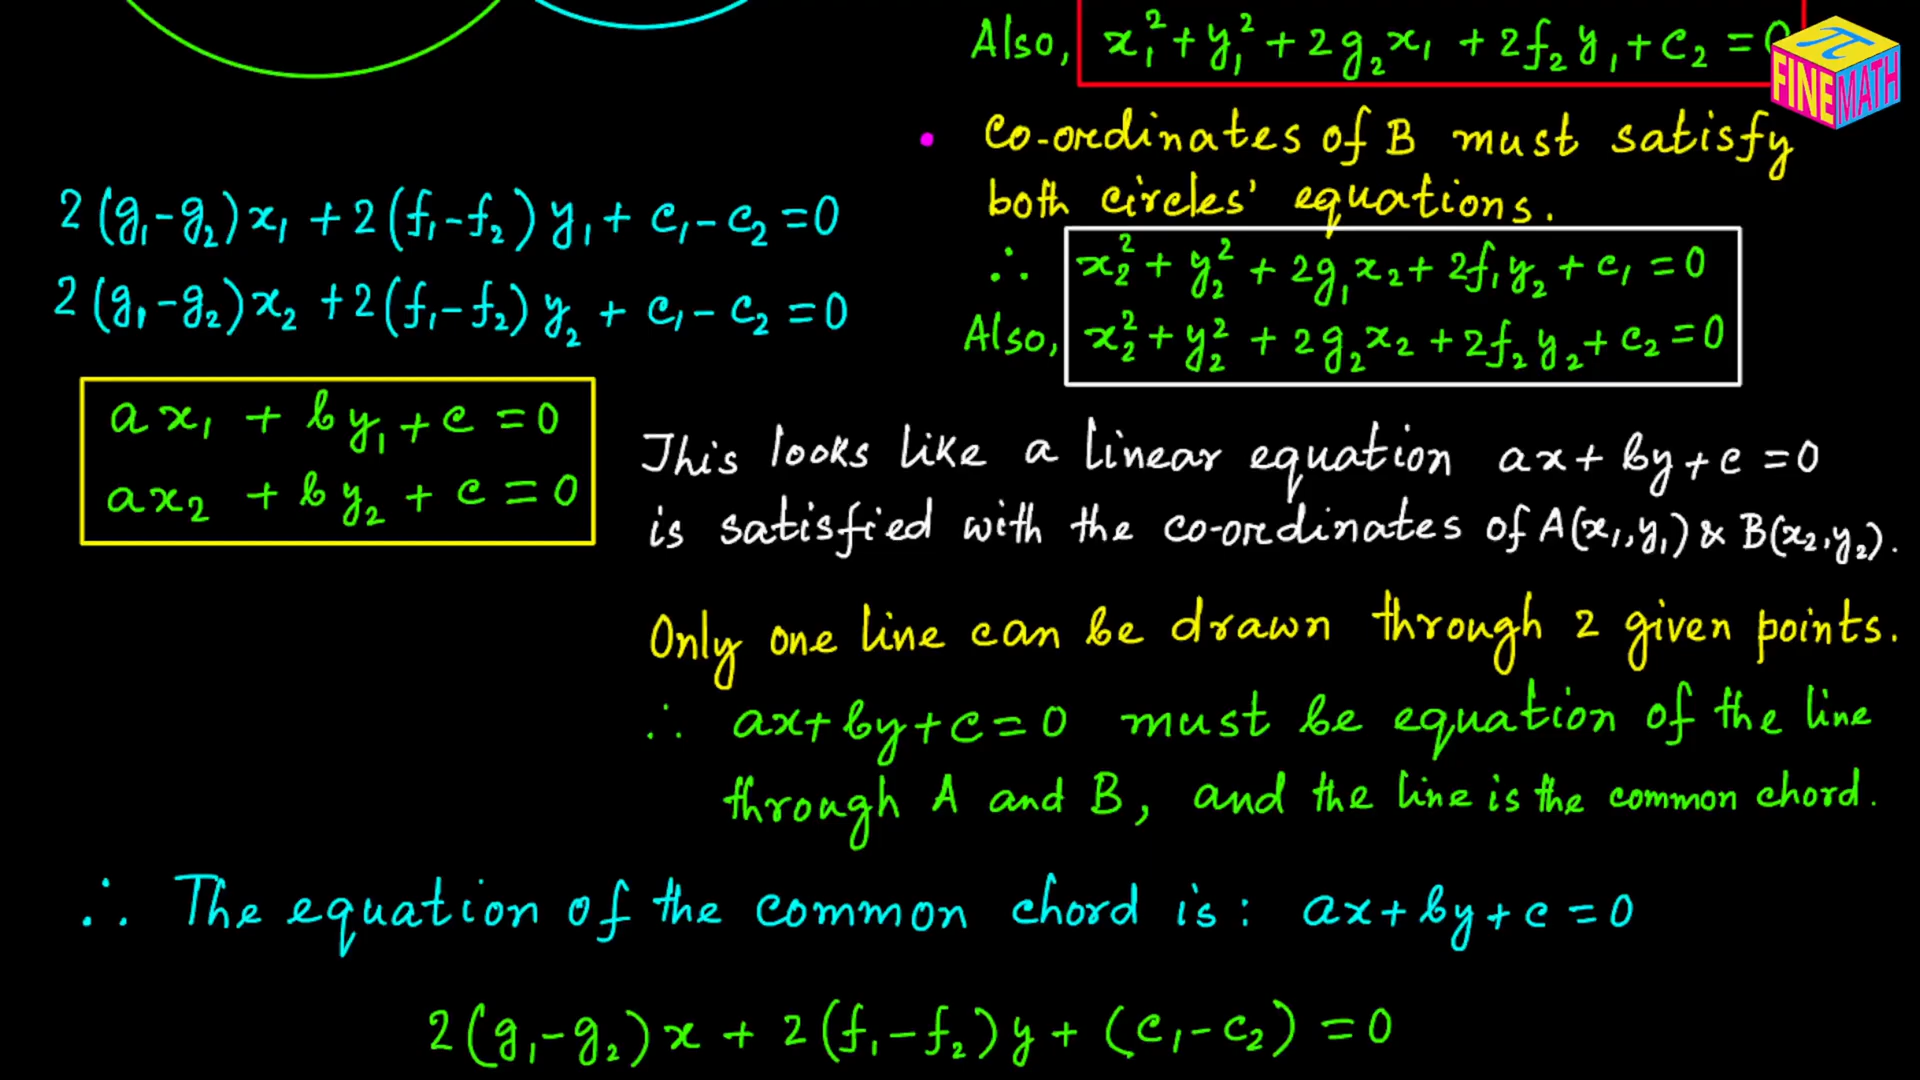 Also, x₁² + y₁² + 2g₂x₁ + 2f₂y₁ + c₂ = 0
π
FINE MATH
• Co-ordinates of B must satisfy
both circles' equations.
∴ x₂² + y₂² + 2g₁x₂ + 2f₁y₂ + c₁ = 0
Also, x₂² + y₂² + 2g₂x₂ + 2f₂y₂ + c₂ = 0
2(g₁-g₂)x₁ + 2(f₁-f₂)y₁ + c₁-c₂ = 0
2(g₁-g₂)x₂ + 2(f₁-f₂)y₂ + c₁-c₂ = 0
ax₁ + by₁ + c = 0
ax₂ + by₂ + c = 0
This looks like a linear equation ax + by + c = 0
is satisfied with the co-ordinates of A(x₁,y₁) & B(x₂,y₂).
Only one line can be drawn through 2 given points.
∴ ax + by + c = 0 must be equation of the line
through A and B, and the line is the common chord.
∴ The equation of the common chord is: ax + by + c = 0
2(g₁-g₂)x + 2(f₁-f₂)y + (c₁-c₂) = 0